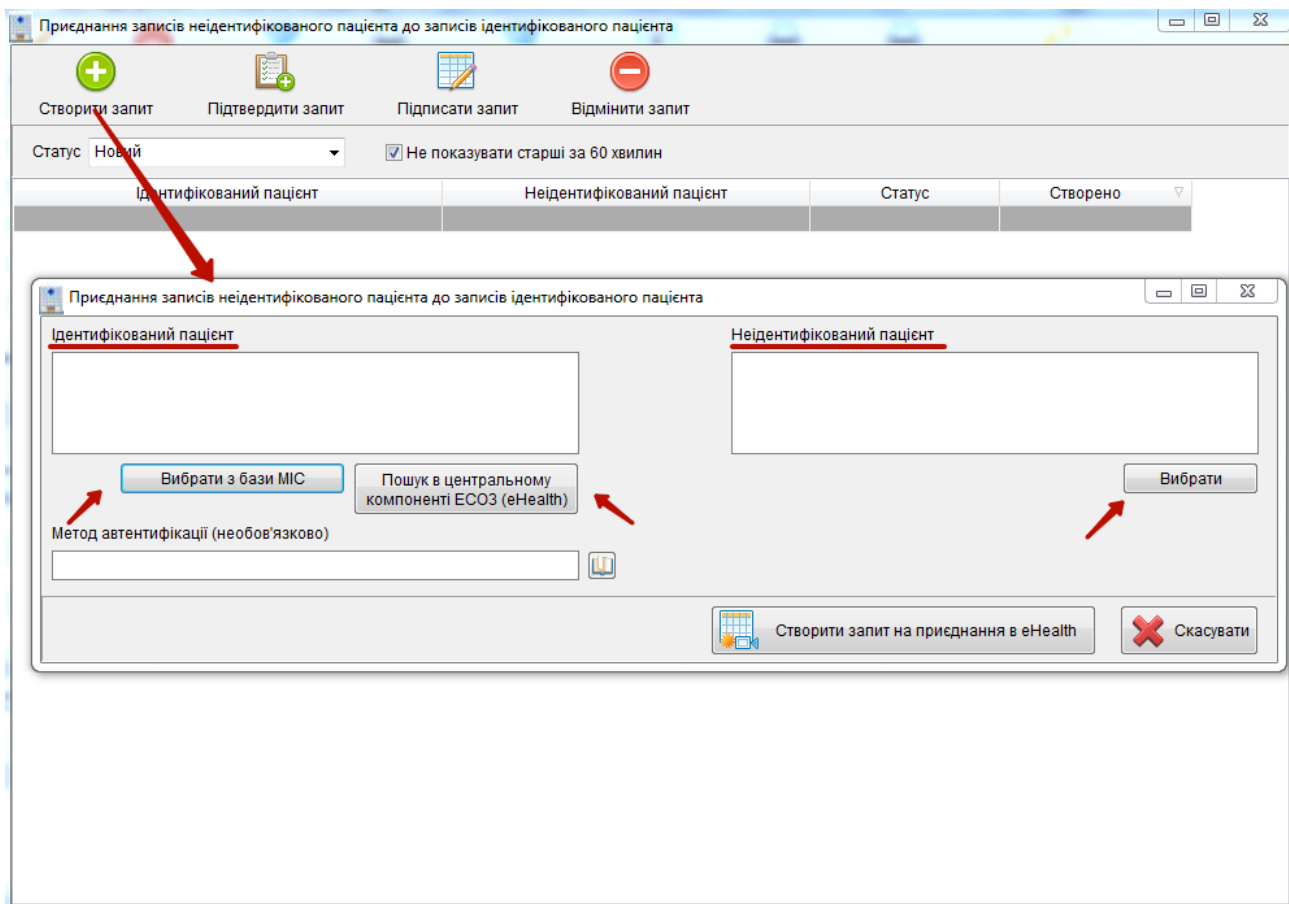 Приєднання записів неідентифікованого пацієнта до записів ідентифікованого пацієнта
Створити запит Підтвердити запит Підписати запит Відмінити запит
Статус Новий Не показувати старші за 60 хвилин
Ідентифікований пацієнт Неідентифікований пацієнт Статус Створено
Приєднання записів неідентифікованого пацієнта до записів ідентифікованого пацієнта
Ідентифікований пацієнт Неідентифікований пацієнт
Вибрати з бази МІС Пошук в центральному Вибрати
компоненті ЕСОЗ (eHealth)
Метод автентифікації (необов'язково)
Створити запит на приєднання в eHealth Скасувати